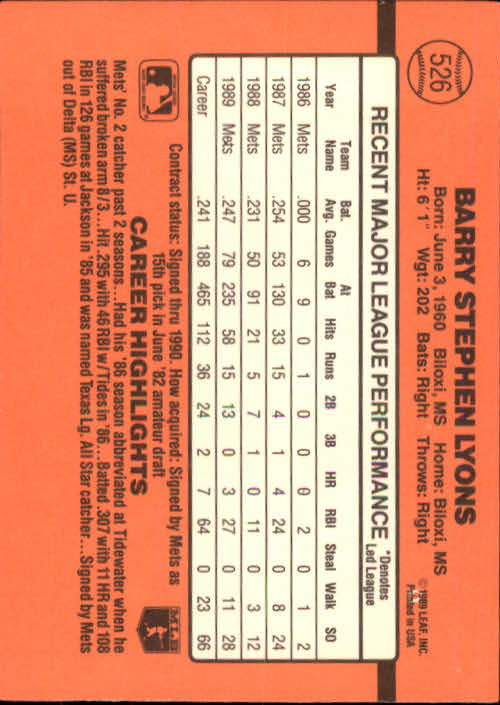 526
BARRY STEPHEN LYONS
Born: June 3, 1960 Biloxi, MS Home: Biloxi, MS
Ht: 6'1" Wgt: 202 Bats: Right Throws: Right
©1989 LEAF, INC.
Printed in USA
RECENT MAJOR LEAGUE PERFORMANCE *Denotes Led League
Year Team Name Bat. Avg. Games At Bat Hits Runs 2B 3B HR RBI Steal Walk SO
1986 Mets .000 6 9 0 1 0 0 0 2 0 1 2
1987 Mets .254 53 130 33 15 4 1 4 24 0 8 24
1988 Mets .231 50 91 21 5 7 1 0 11 0 3 12
1989 Mets .247 79 235 58 15 13 0 3 27 0 11 28
Career .241 188 465 112 36 24 2 7 64 0 23 66
Contract status: Signed thru 1990. How acquired: Signed by Mets as
15th pick in June '82 amateur draft
MLB
CAREER HIGHLIGHTS
Mets' No. 2 catcher past 2 seasons...Had his '86 season abbreviated at Tidewater when he
suffered broken arm 8/3...Hit .295 with 46 RBI w/Tides in '86...Batted .307 with 11 HR and 108
RBI in 126 games at Jackson in '85 and was named Texas Lg. All Star catcher...Signed by Mets
out of Delta (MS) St. U.